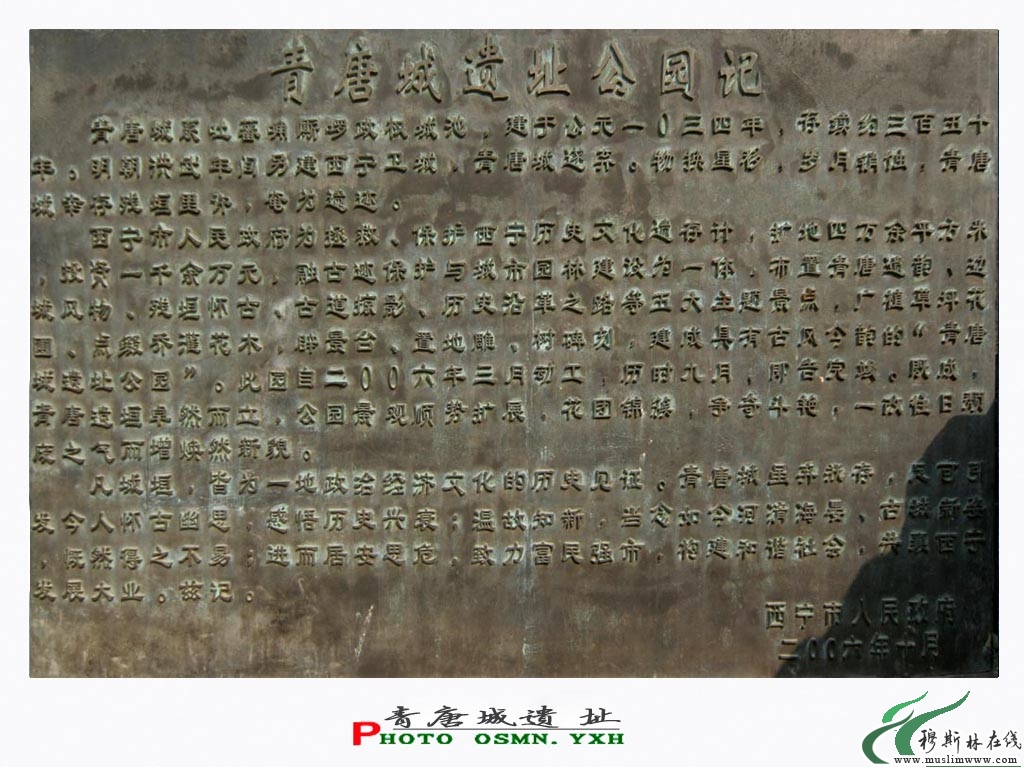 青唐城遗址公园记
青唐城原吐蕃唃厮啰政权城池，建于公元一〇三四年，存续约三百五十
年。明朝洪武年间另建西宁卫城，青唐城遂弃。物换星移，岁月销蚀，青唐
城幸存残垣里许，奄为遗迹。
西宁市人民政府为拯救、保护西宁历史文化遗存计，扩地四万余平方米
，投资一千余万元，融古迹保护与城市园林建设为一体，布置青唐遗韵、边
城风物、残垣怀古、古道掠影、历史沿革之路等五大主题景点，广植草坪花
圃、点缀乔灌花木、辟景台、置地雕、树碑刻，建成具有古风今韵的“青唐
城遗址公园”。此园自二〇〇六年三月动工，历时九月，即告完竣。既成，
青唐遗垣卓然而立，公园景观顺势扩展，花团锦簇，争奇斗艳，一改往日颓
废之气而增焕然新貌。
凡城垣，皆为一地政治经济文化的历史见证。青唐城虽弃犹存，
发今人怀古幽思，感悟历史兴衰；温故知新，当念如今河清海晏、古城新
，慨然得之不易；进而居安思危，致力富民强市，构建和谐社会，共襄西宁
发展大业。兹记。
西宁市人民政府
二〇〇六年十月
青唐城遗址
PHOTO OSMN.YXH
穆斯林在线
www.muslimwww.com